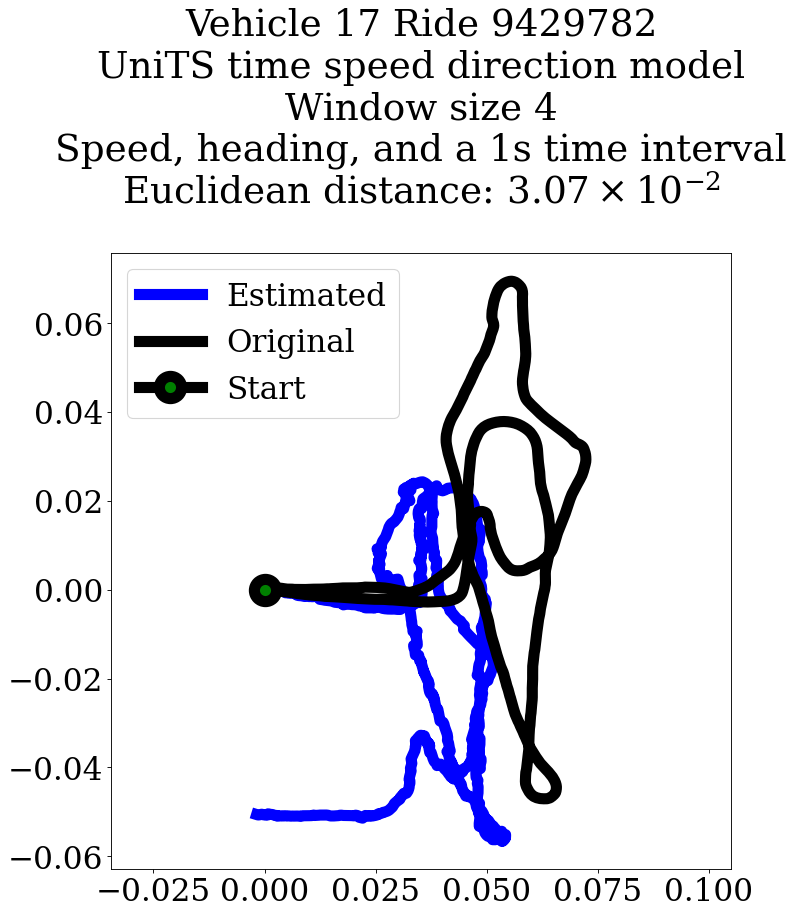 Vehicle 17 Ride 9429782
UniTS time speed direction model
Window size 4
Speed, heading, and a 1s time interval
Euclidean distance: 3.07 × 10⁻²
Estimated
Original
Start
0.06
0.04
0.02
0.00
−0.02
−0.04
−0.06
−0.025 0.000 0.025 0.050 0.075 0.100